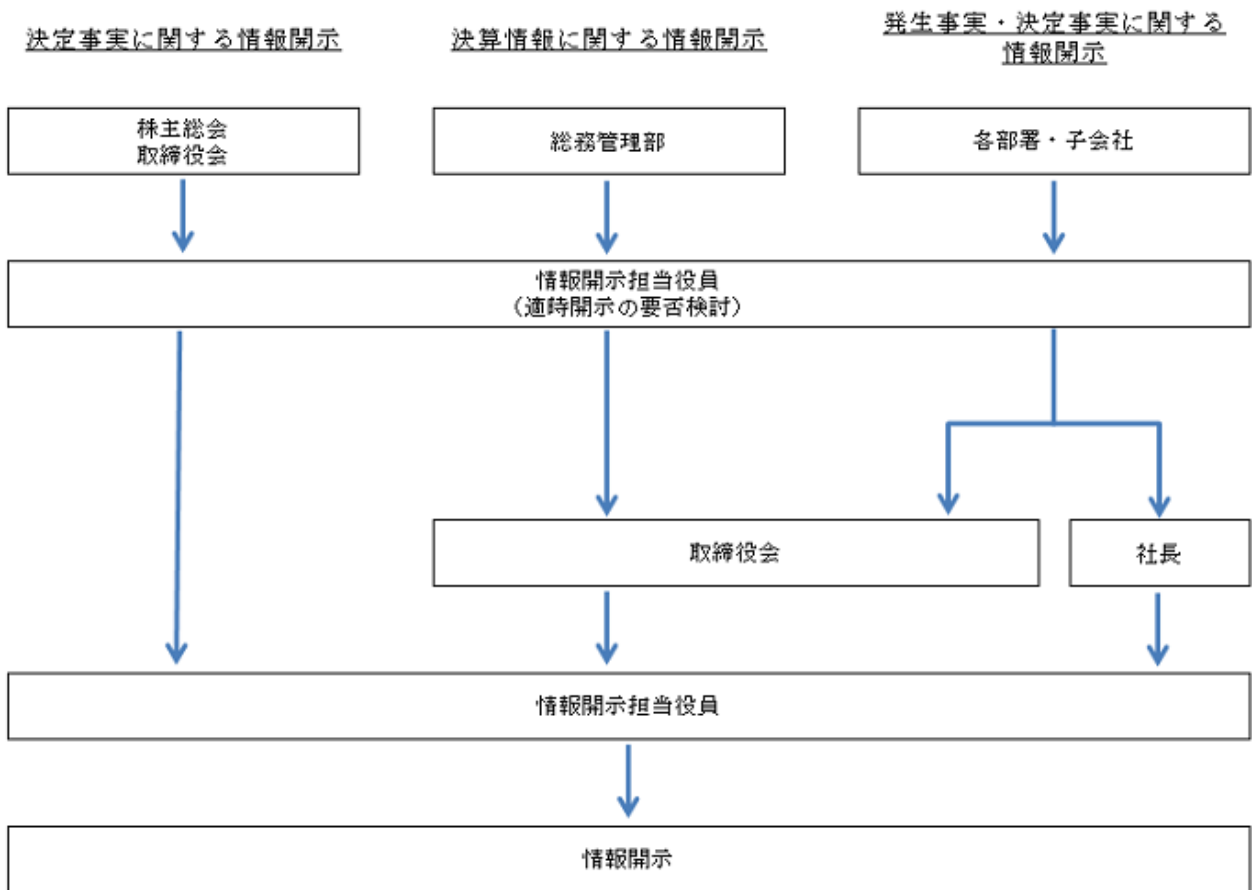 決定事実に関する情報開示
決算情報に関する情報開示
発生事実・決定事実に関する
情報開示
株主総会
取締役会
総務管理部
各部署・子会社
情報開示担当役員
（適時開示の要否検討）
取締役会
社長
情報開示担当役員
情報開示